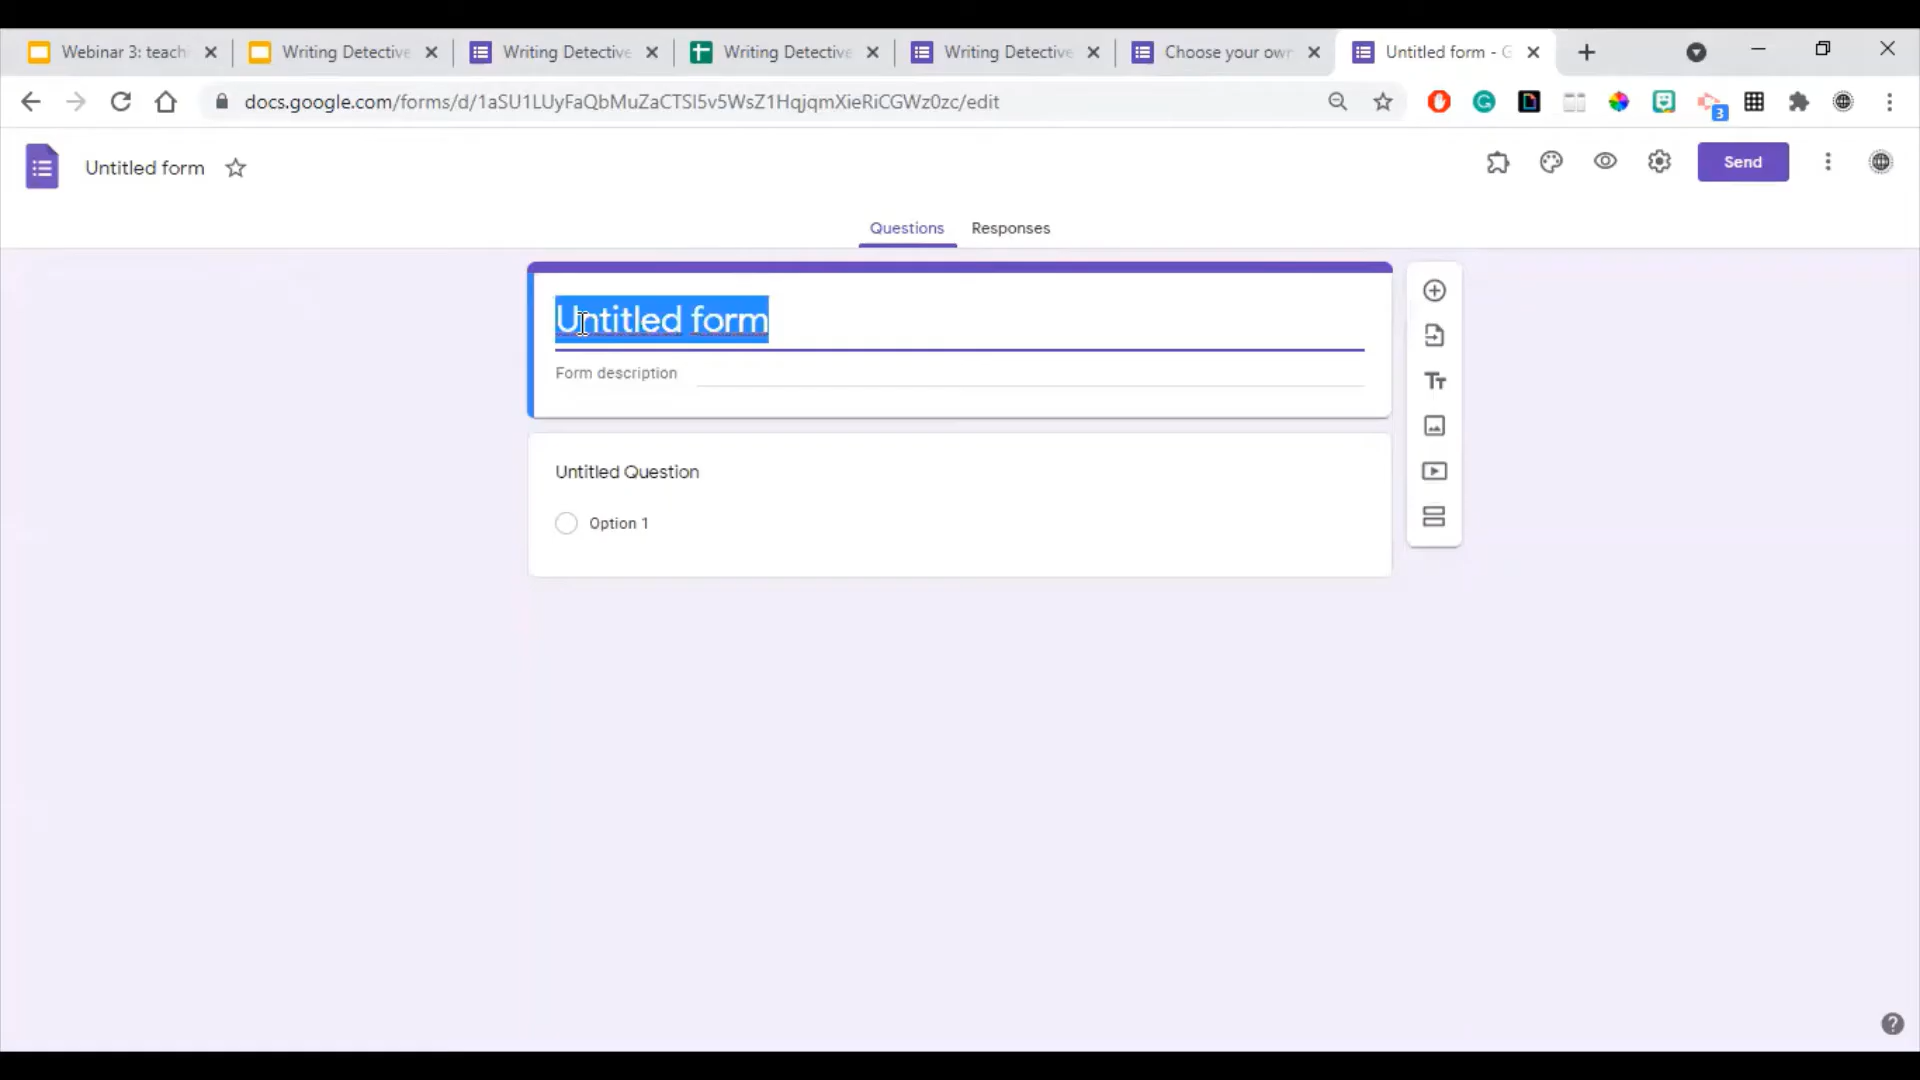 Webinar 3: teach
Writing Detective
Writing Detective
Writing Detective
Writing Detective
Choose your own
Untitled form - G
docs.google.com/forms/d/1aSU1LUyFaQbMuZaCTSI5v5WsZ1HqjqmXieRiCGWz0zc/edit
3
Untitled form
Send
Questions
Responses
Untitled form
Form description
Untitled Question
Option 1